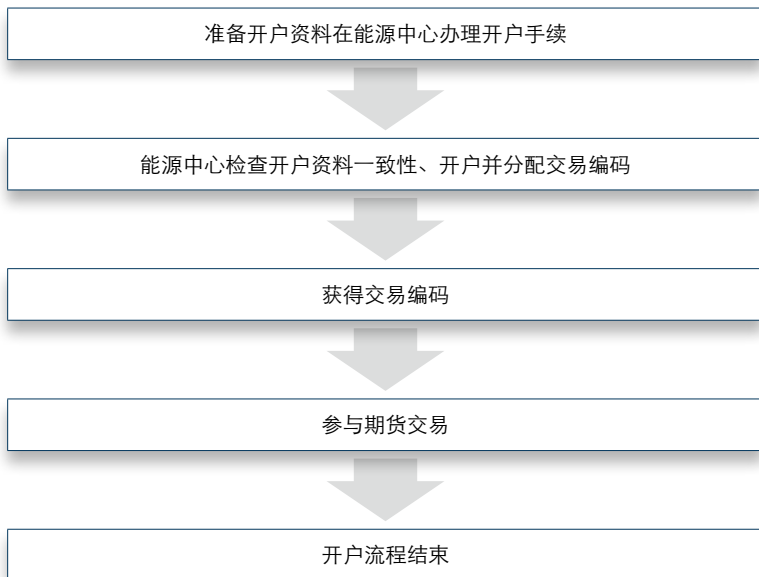 准备开户资料在能源中心办理开户手续
能源中心检查开户资料一致性、开户并分配交易编码
获得交易编码
参与期货交易
开户流程结束